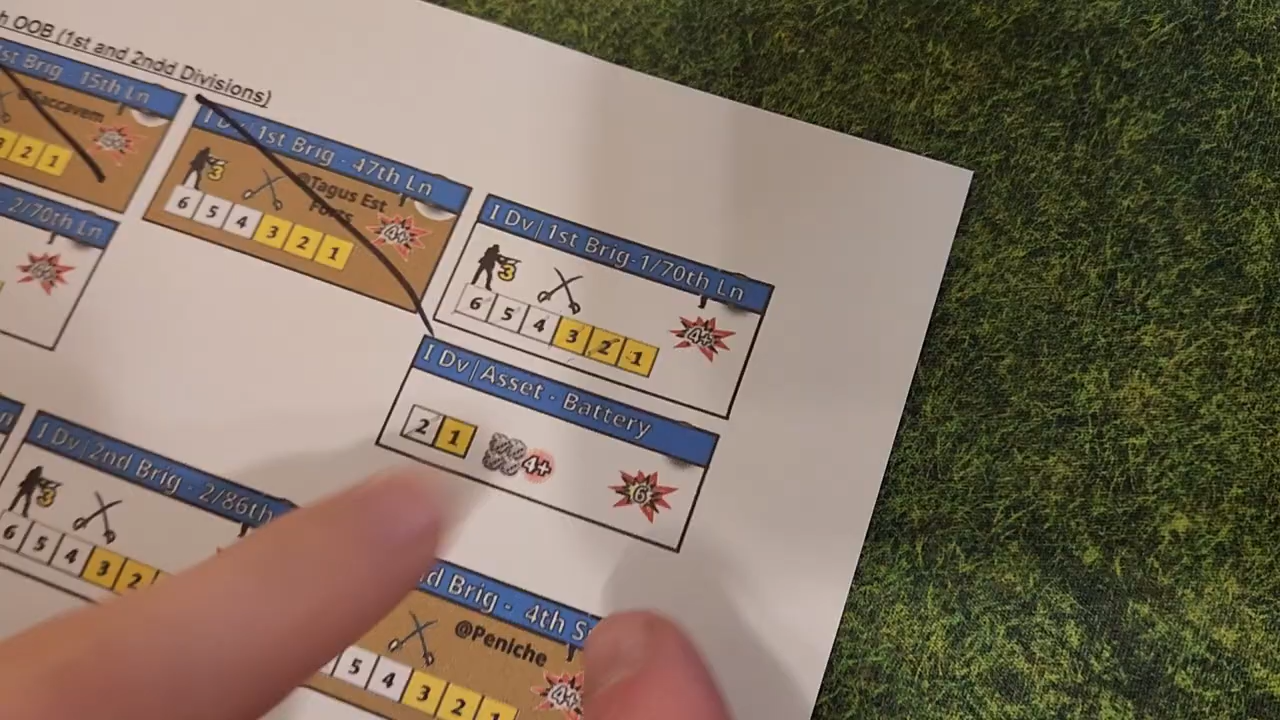 h OOB (1st and 2ndd Divisions)
1st Brig 15th Ln
@Saccavem
3 2 1
I Dv|1st Brig - 47th Ln
3
@Tagus Est
Forts
6 5 4 3 2 1
4+
I Dv|1st Brig-1/70th Ln
3
6 5 4 3 2 1
4+
- 2/70th Ln
I Dv|Asset - Battery
2 1
4+
6
I Dv|2nd Brig - 2/86th
3
6 5 4 3 2
d Brig - 4th S
@Peniche
5 4 3 2 1
4+